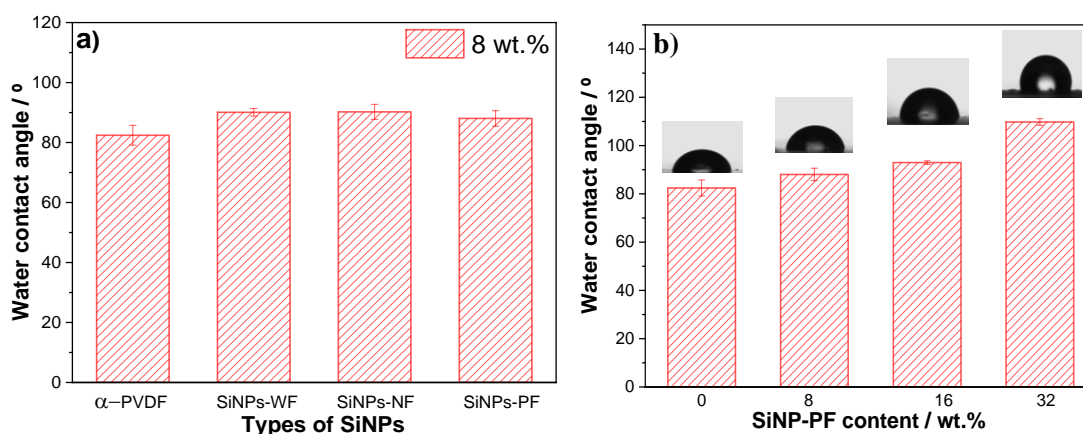 a)
8 wt.%
120
100
80
60
40
20
0
Water contact angle / º
α−PVDF SiNPs-WF SiNPs-NF SiNPs-PF
Types of SiNPs
b)
140
120
100
80
60
40
20
0
Water contact angle / º
0 8 16 32
SiNP-PF content / wt.%